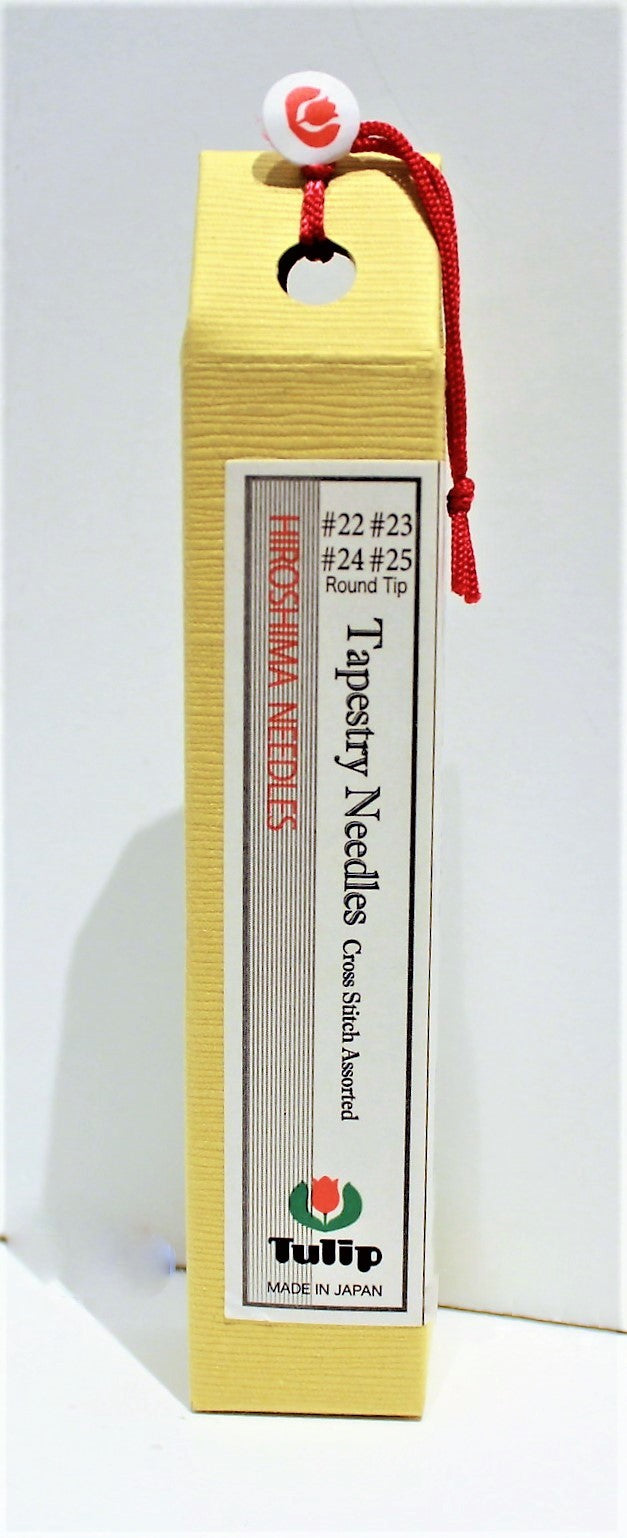 #22 #23
#24 #25
Round Tip
HIROSHIMA NEEDLES
Tapestry Needles Cross Stitch Assorted
Tulip
MADE IN JAPAN